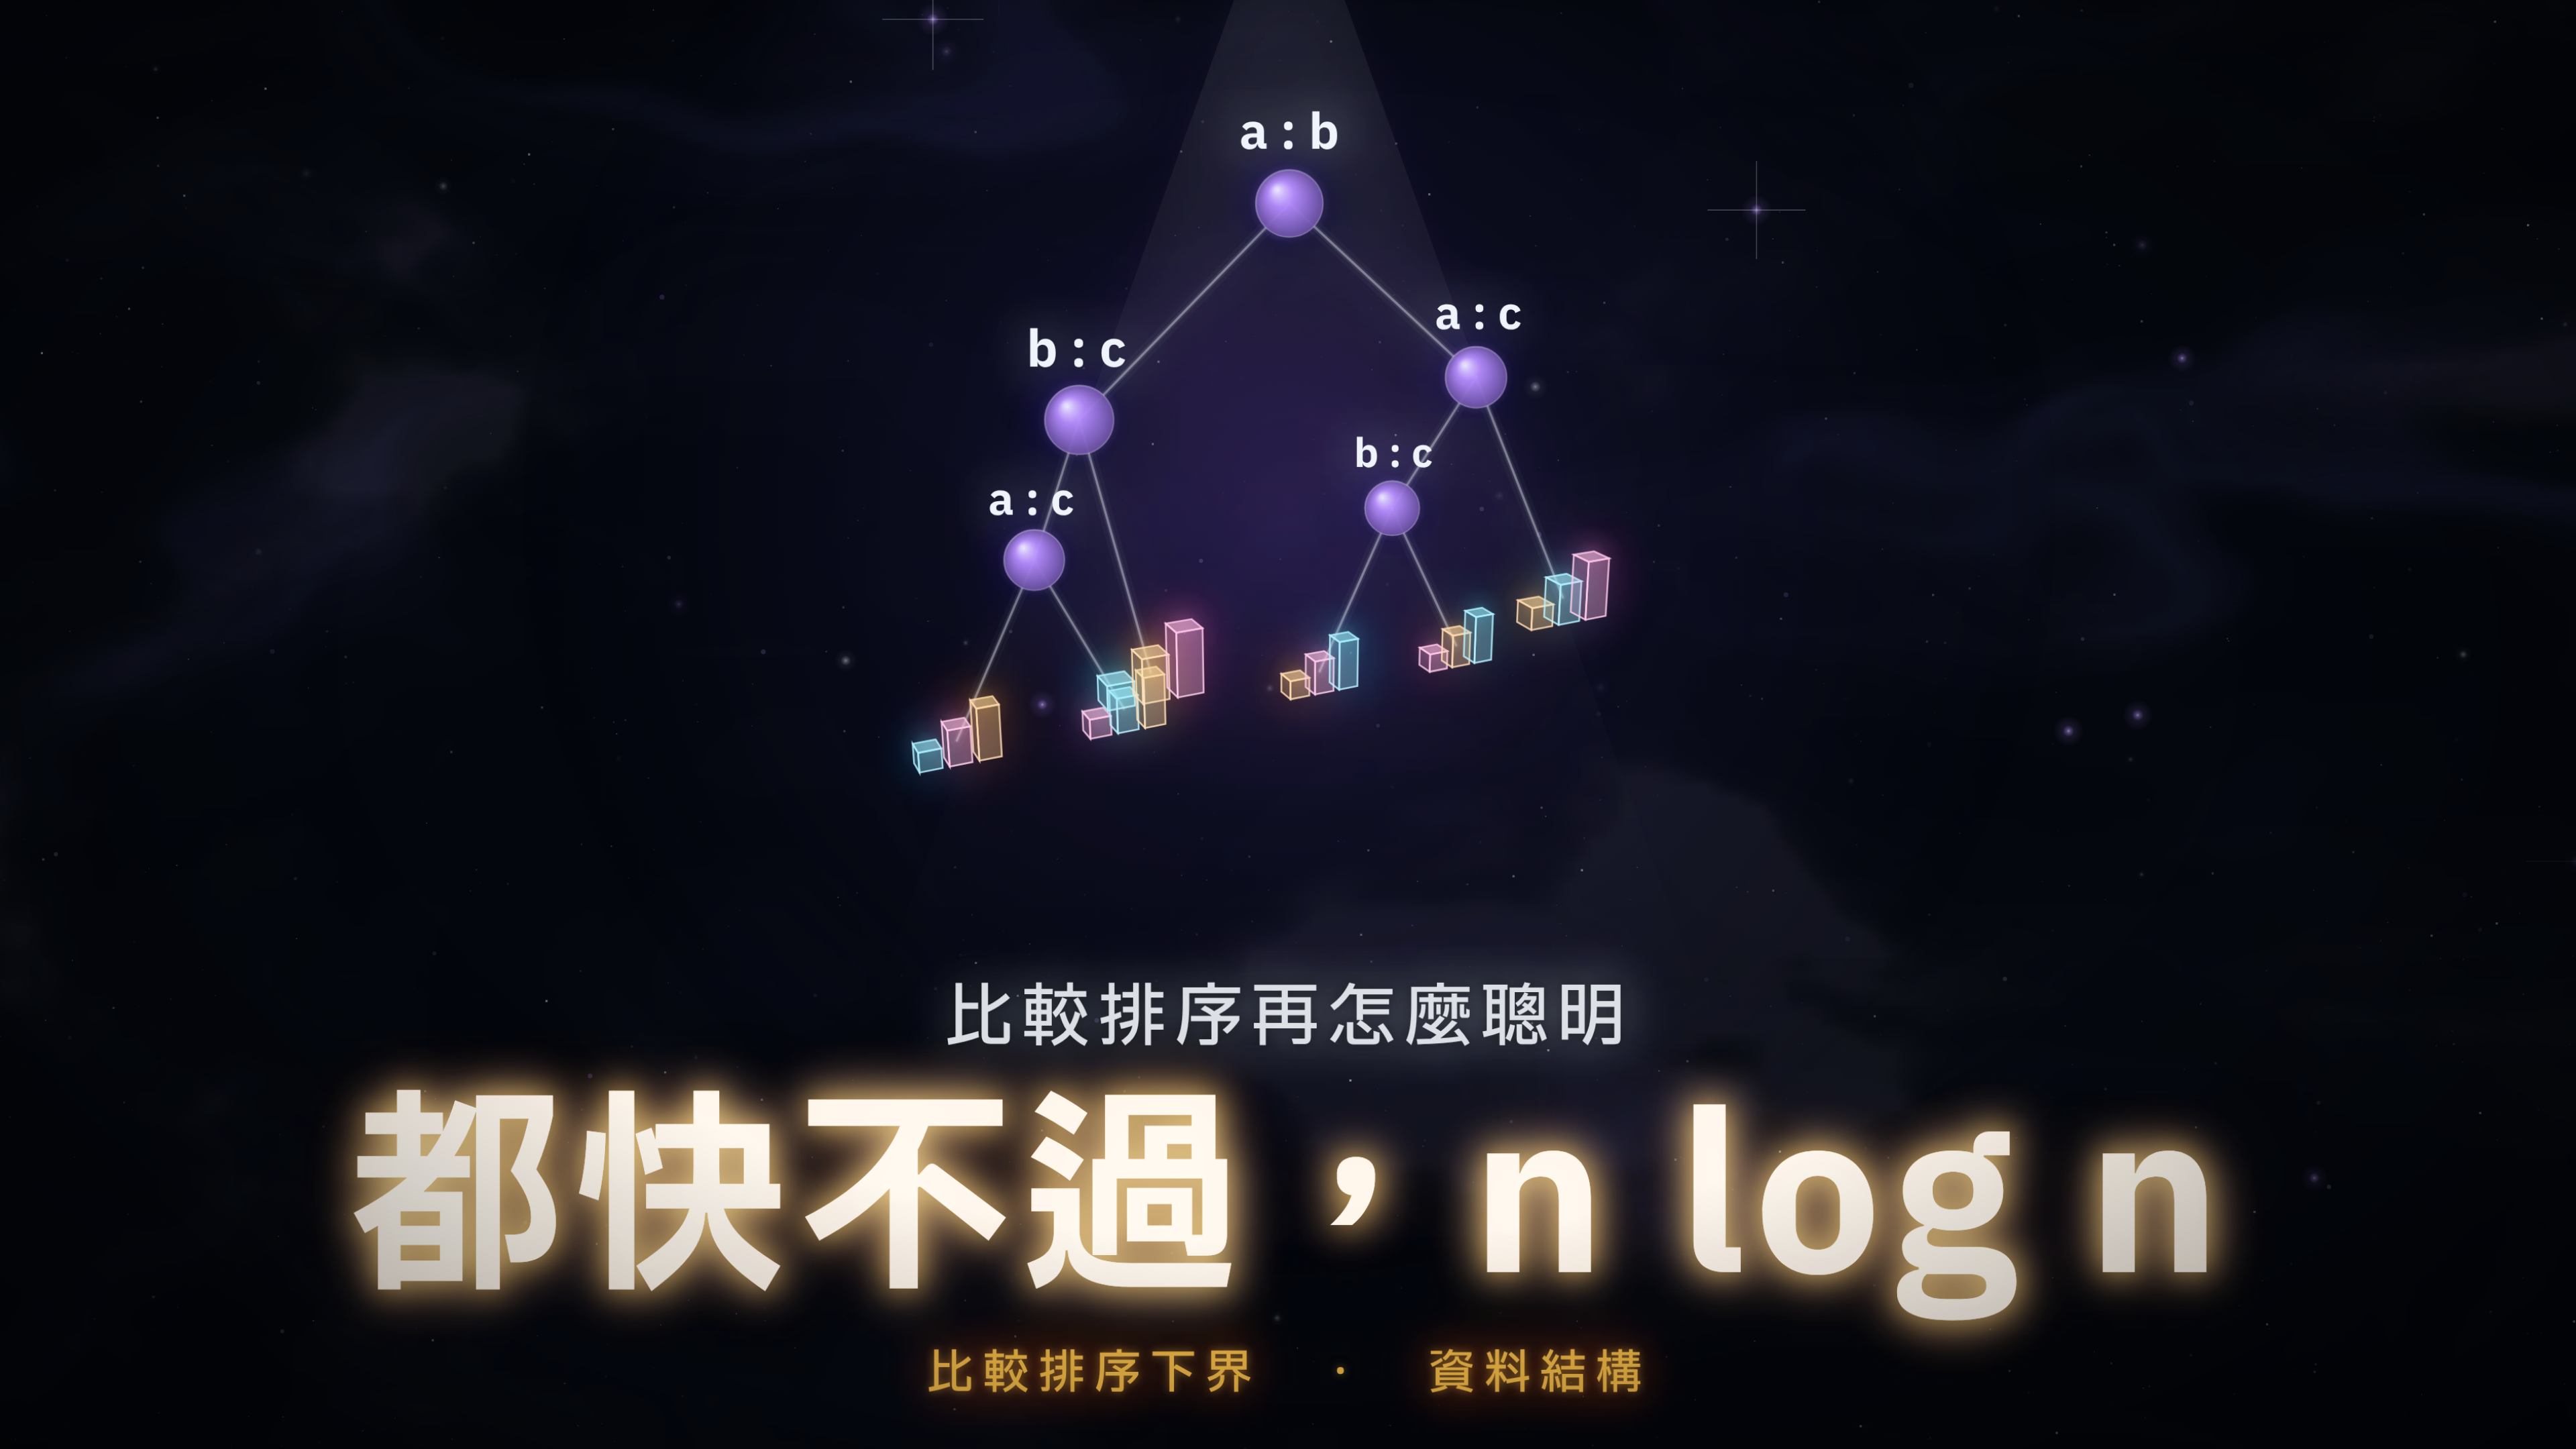 a:b
a:c
b:c
b:c
a:c
比較排序再怎麼聰明
都快不過，n log n
比較排序下界 · 資料結構